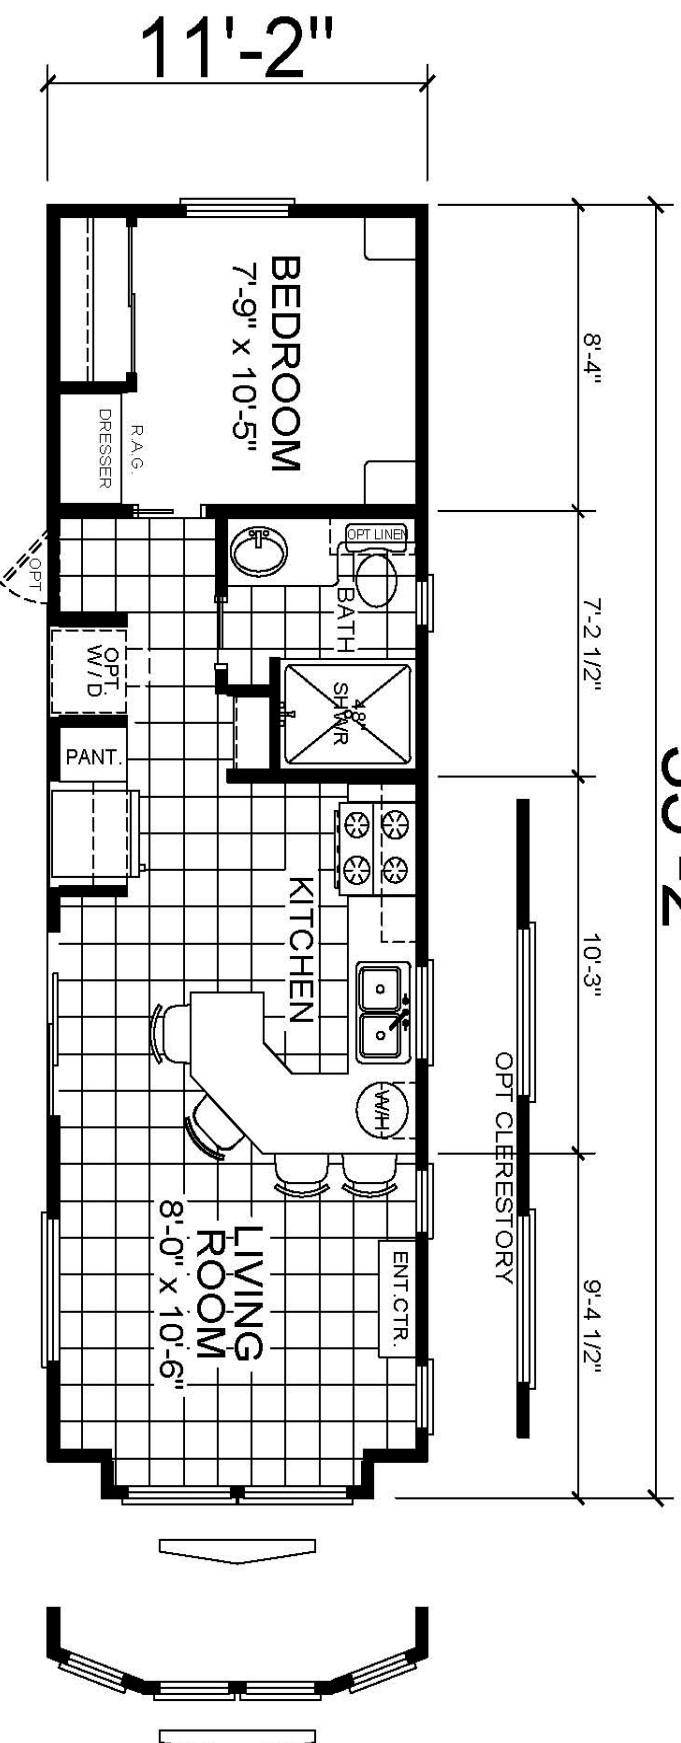 11'-2"
BEDROOM
7'-9" x 10'-5"
8'-4"
R.A.G.
DRESSER
OPT
OPT LINEN
BATH
7'-2 1/2"
OPT.
W/D
48"
SHWR
PANT.
KITCHEN
10'-3"
W/H
OPT CLERESTORY
LIVING
ROOM
8'-0" x 10'-6"
ENT.CTR.
9'-4 1/2"